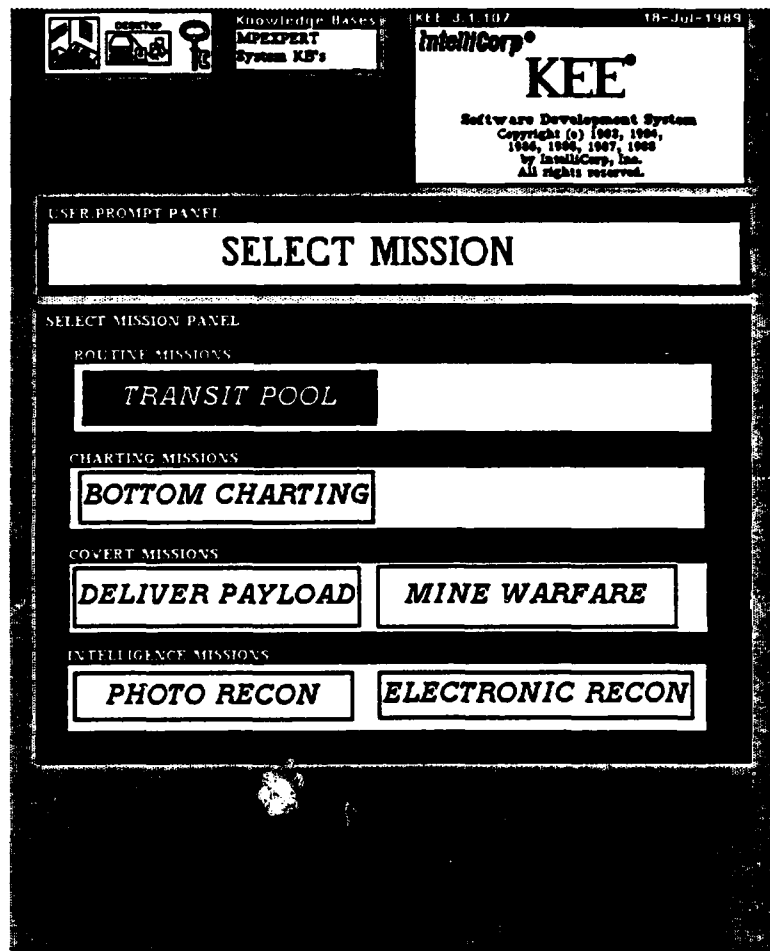 DESKTOP
Knowledge Bases
MPEXPERT
System KB's
KEE 3.1.107 18-Jul-1989
IntelliCorp®
KEE®
Software Development System
Copyright (c) 1983, 1984,
1985, 1986, 1987, 1988
by IntelliCorp, Inc.
All rights reserved.
USER.PROMPT PANEL
SELECT MISSION
SELECT MISSION PANEL
ROUTINE MISSIONS
TRANSIT POOL
CHARTING MISSIONS
BOTTOM CHARTING
COVERT MISSIONS
DELIVER PAYLOAD MINE WARFARE
INTELLIGENCE MISSIONS
PHOTO RECON ELECTRONIC RECON